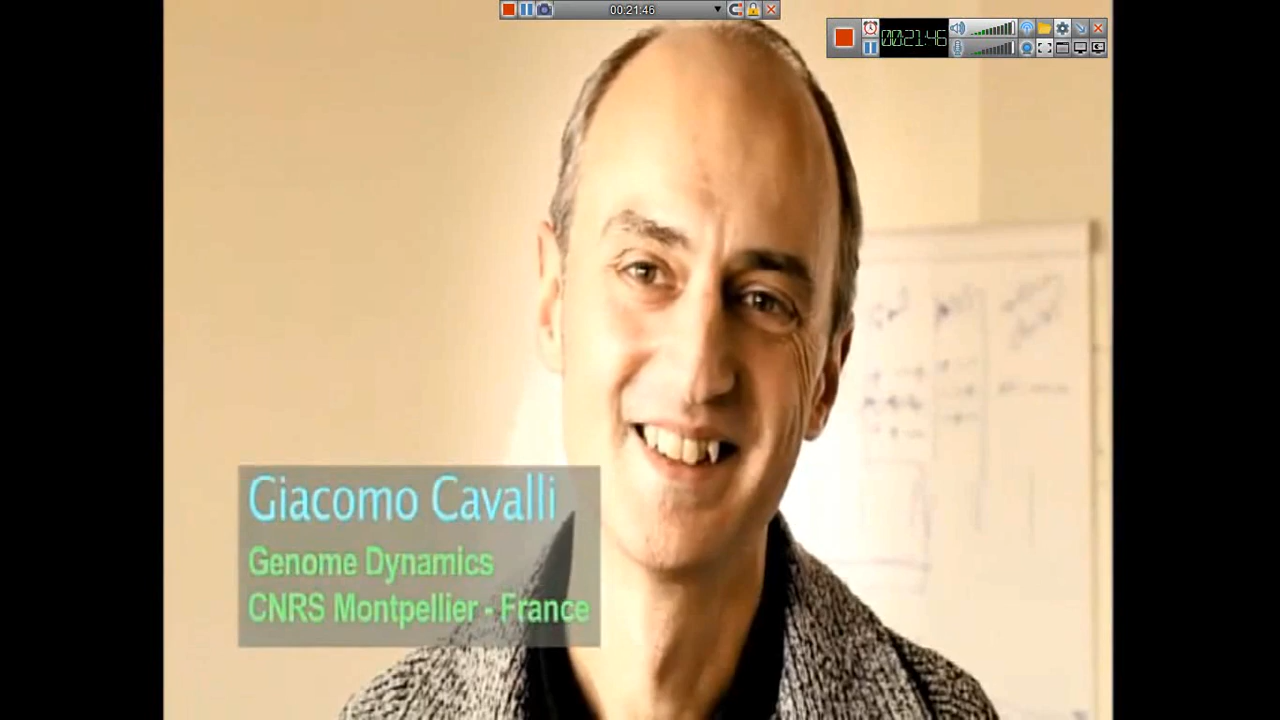 00:21:46
00:21:46
Giacomo Cavalli
Genome Dynamics
CNRS Montpellier - France